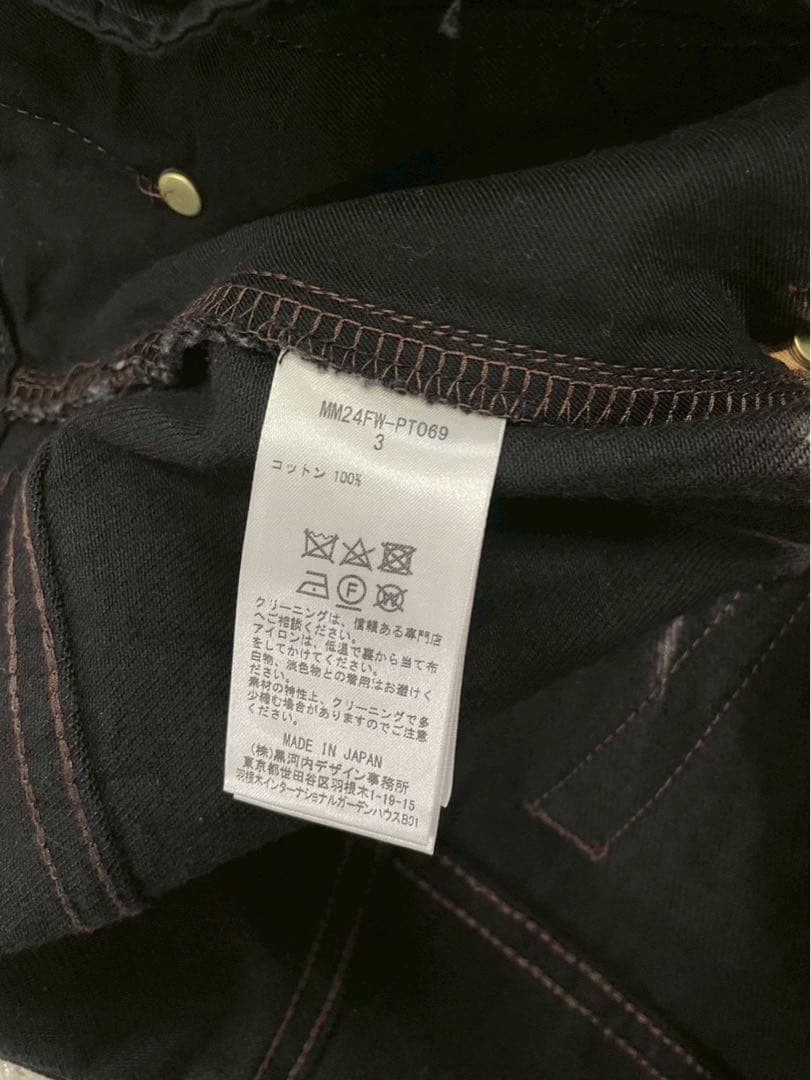 MM24FW-PT069
3
コットン 100%
F
W
クリーニングは、信頼ある専門店
へご相談ください。
アイロンは、低温で裏から当て布
をしてかけてください。
白物、淡色物との着用はお避けく
ださい。
素材の特性上、クリーニングで多
少縮む場合がありますのでご注意
ください。
MADE IN JAPAN
(株)黒河内デザイン事務所
東京都世田谷区羽根木1-19-15
羽根木インターナショナルガーデンハウスB01